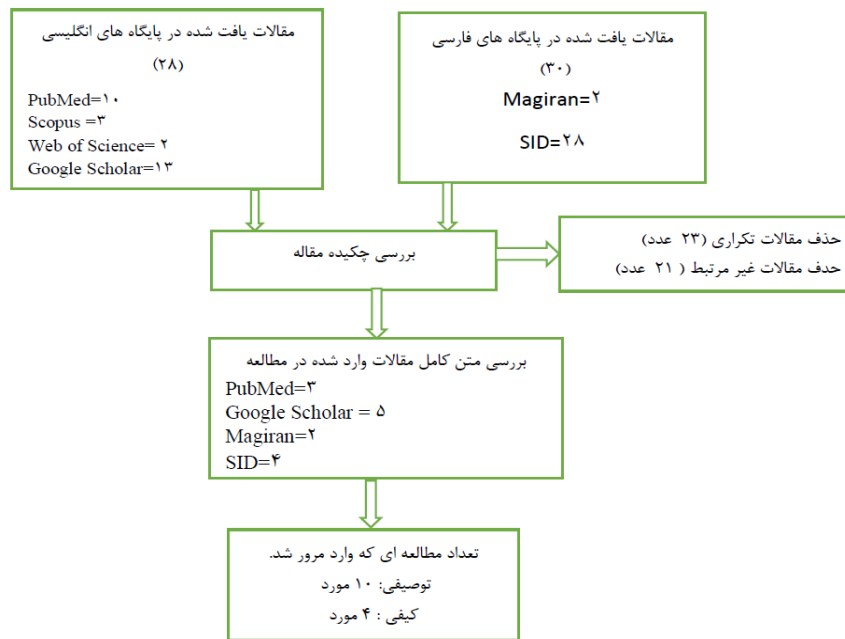 مقالات یافت شده در پایگاه های انگلیسی
(۲۸)
PubMed=۱۰
Scopus =۳
Web of Science= ۲
Google Scholar=۱۳
مقالات یافت شده در پایگاه های فارسی
(۳۰)
Magiran=۲
SID=۲۸
بررسی چکیده مقاله
حذف مقالات تکراری (۲۳ عدد)
حدف مقالات غیر مرتبط ( ۲۱ عدد)
بررسی متن کامل مقالات وارد شده در مطالعه
PubMed=۳
Google Scholar = ۵
Magiran=۲
SID=۴
تعداد مطالعه ای که وارد مرور شد.
توصیفی: ۱۰ مورد
کیفی : ۴ مورد